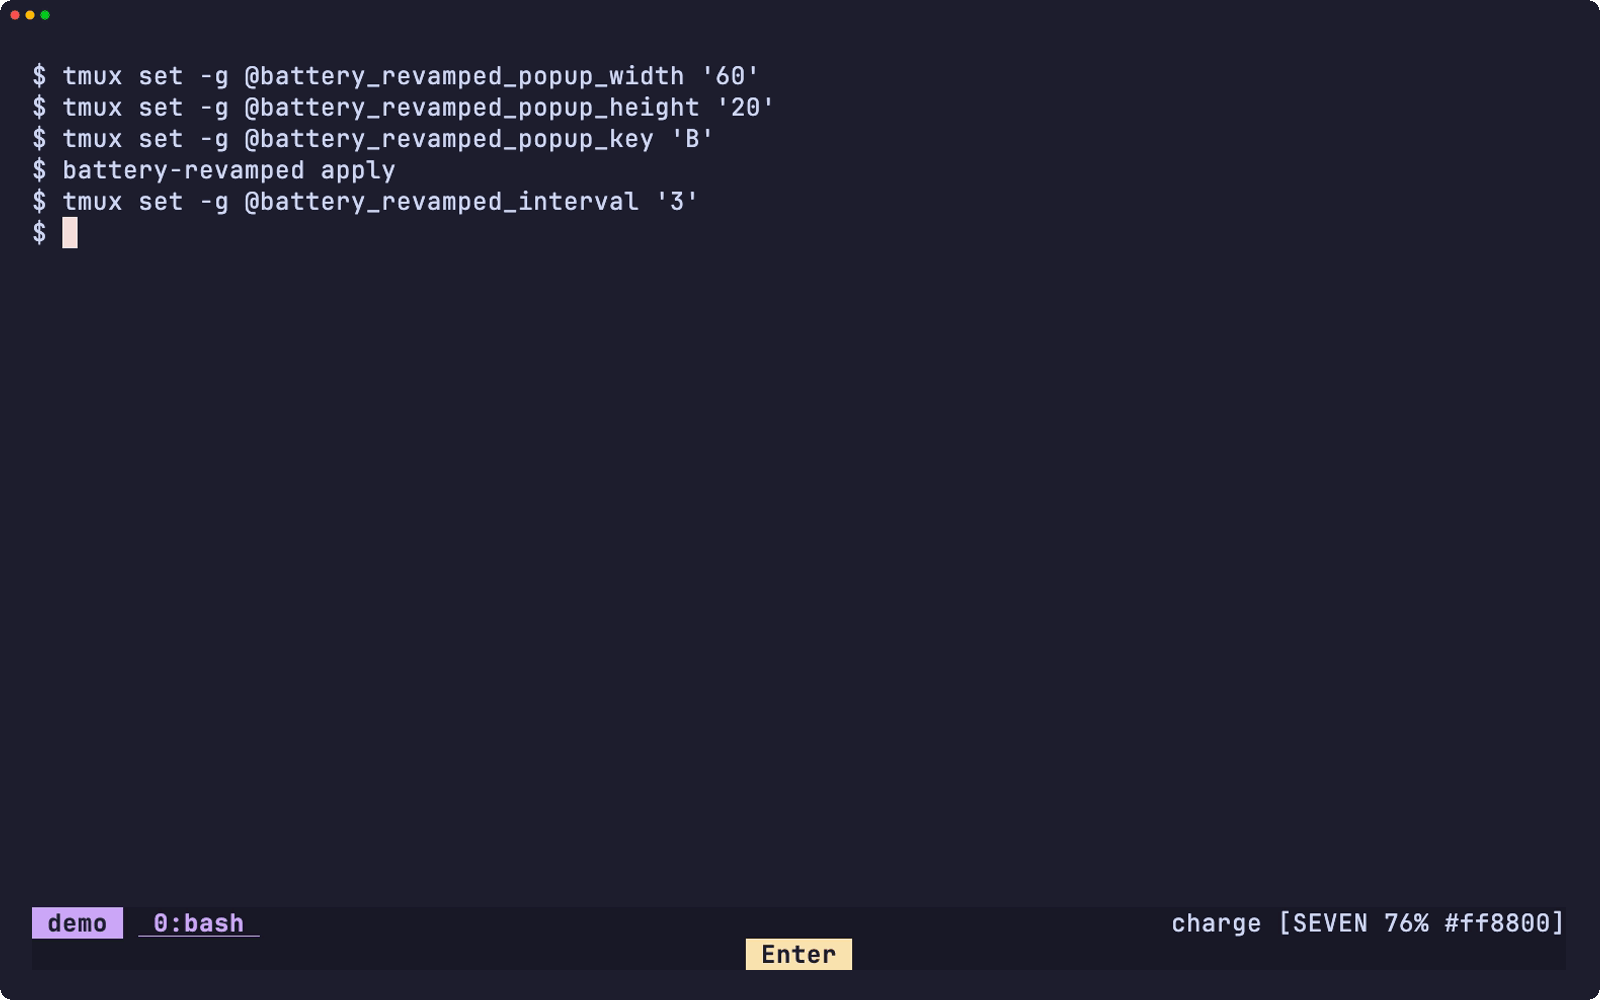 $ tmux set -g @battery_revamped_popup_width '60'
$ tmux set -g @battery_revamped_popup_height '20'
$ tmux set -g @battery_revamped_popup_key 'B'
$ battery-revamped apply
$ tmux set -g @battery_revamped_interval '3'
$
demo 0:bash charge [SEVEN 76% #ff8800]
Enter